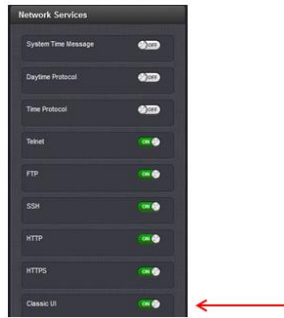 Network Services
System Time Message OFF
Daytime Protocol OFF
Time Protocol OFF
Telnet ON
FTP ON
SSH ON
HTTP ON
HTTPS ON
Classic UI ON